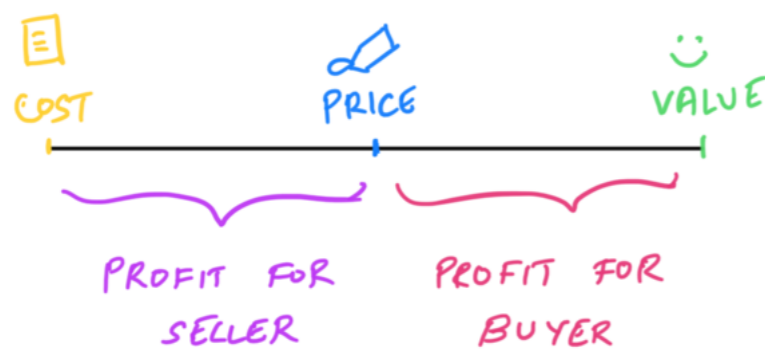 COST
PRICE
VALUE
PROFIT FOR
SELLER
PROFIT FOR
BUYER